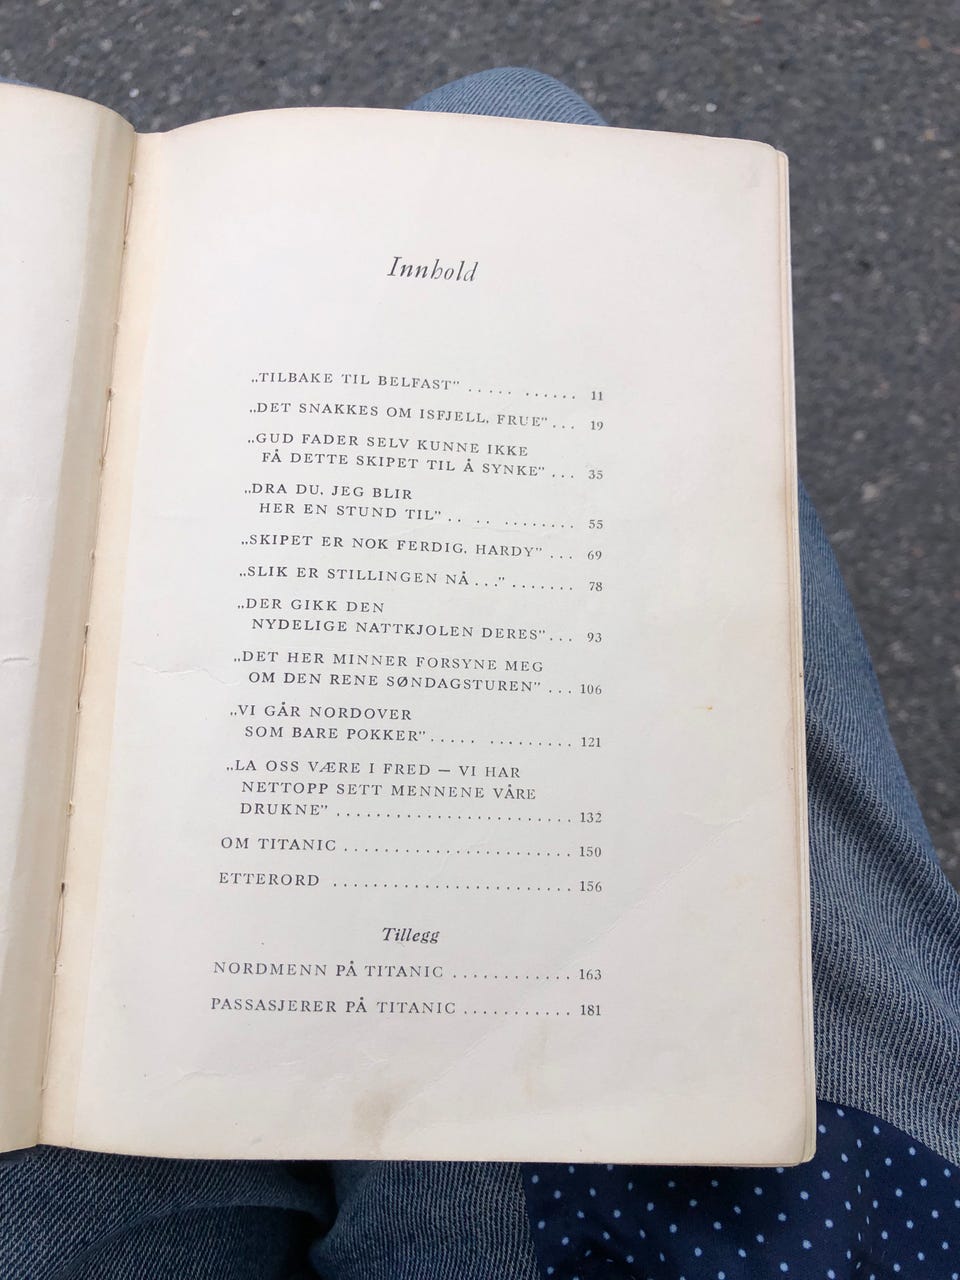 Innhold
„TILBAKE TIL BELFAST” ..... ...... 11
„DET SNAKKES OM ISFJELL, FRUE” ... 19
„GUD FADER SELV KUNNE IKKE
FÅ DETTE SKIPET TIL Å SYNKE” ... 35
„DRA DU, JEG BLIR
HER EN STUND TIL” .. .. ........ 55
„SKIPET ER NOK FERDIG, HARDY” ... 69
„SLIK ER STILLINGEN NÅ...” ....... 78
„DER GIKK DEN
NYDELIGE NATTKJOLEN DERES” ... 93
„DET HER MINNER FORSYNE MEG
OM DEN RENE SØNDAGSTUREN” ... 106
„VI GÅR NORDOVER
SOM BARE POKKER” ..... ......... 121
„LA OSS VÆRE I FRED – VI HAR
NETTOPP SETT MENNENE VÅRE
DRUKNE” ....................... 132
OM TITANIC ...................... 150
ETTERORD ....................... 156
Tillegg
NORDMENN PÅ TITANIC ............ 163
PASSASJERER PÅ TITANIC ........... 181